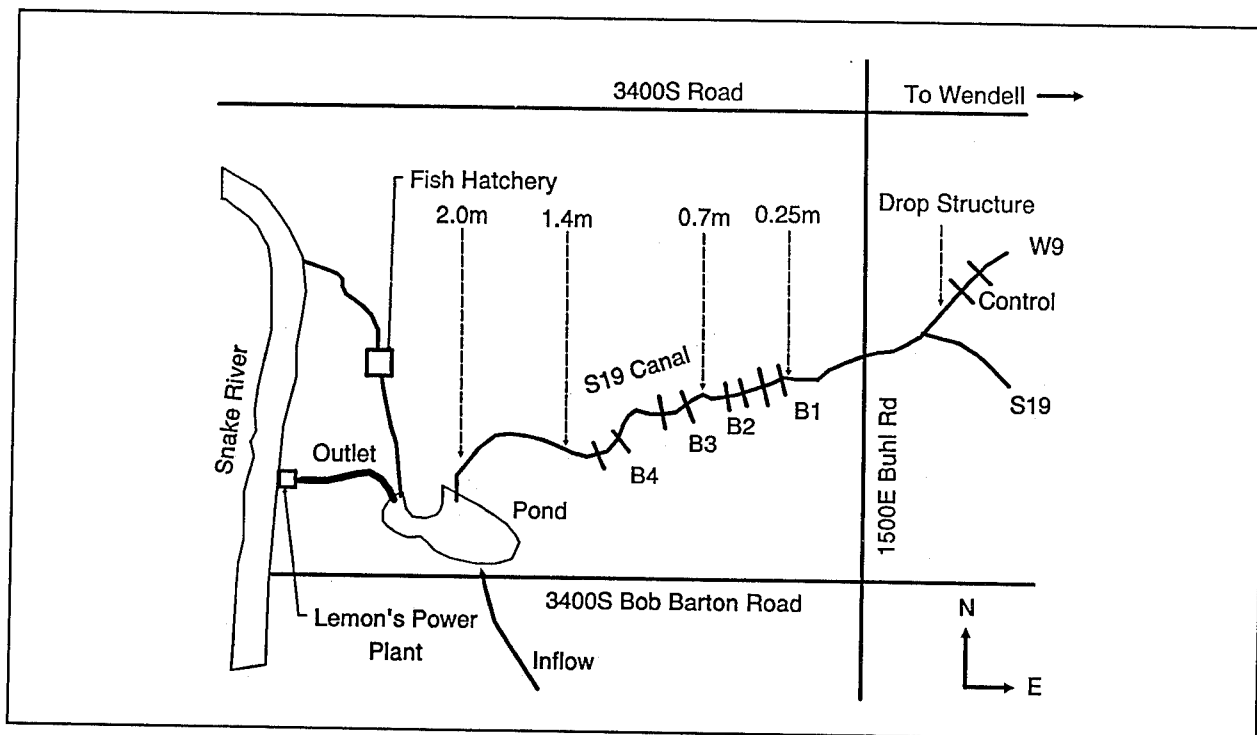 3400S Road
To Wendell
Fish Hatchery
2.0m
1.4m
0.7m
0.25m
Drop Structure
W9
Control
S19 Canal
S19
B1
B2
B3
B4
Snake River
Outlet
Pond
1500E Buhl Rd
3400S Bob Barton Road
Lemon's Power
Plant
Inflow
N
E